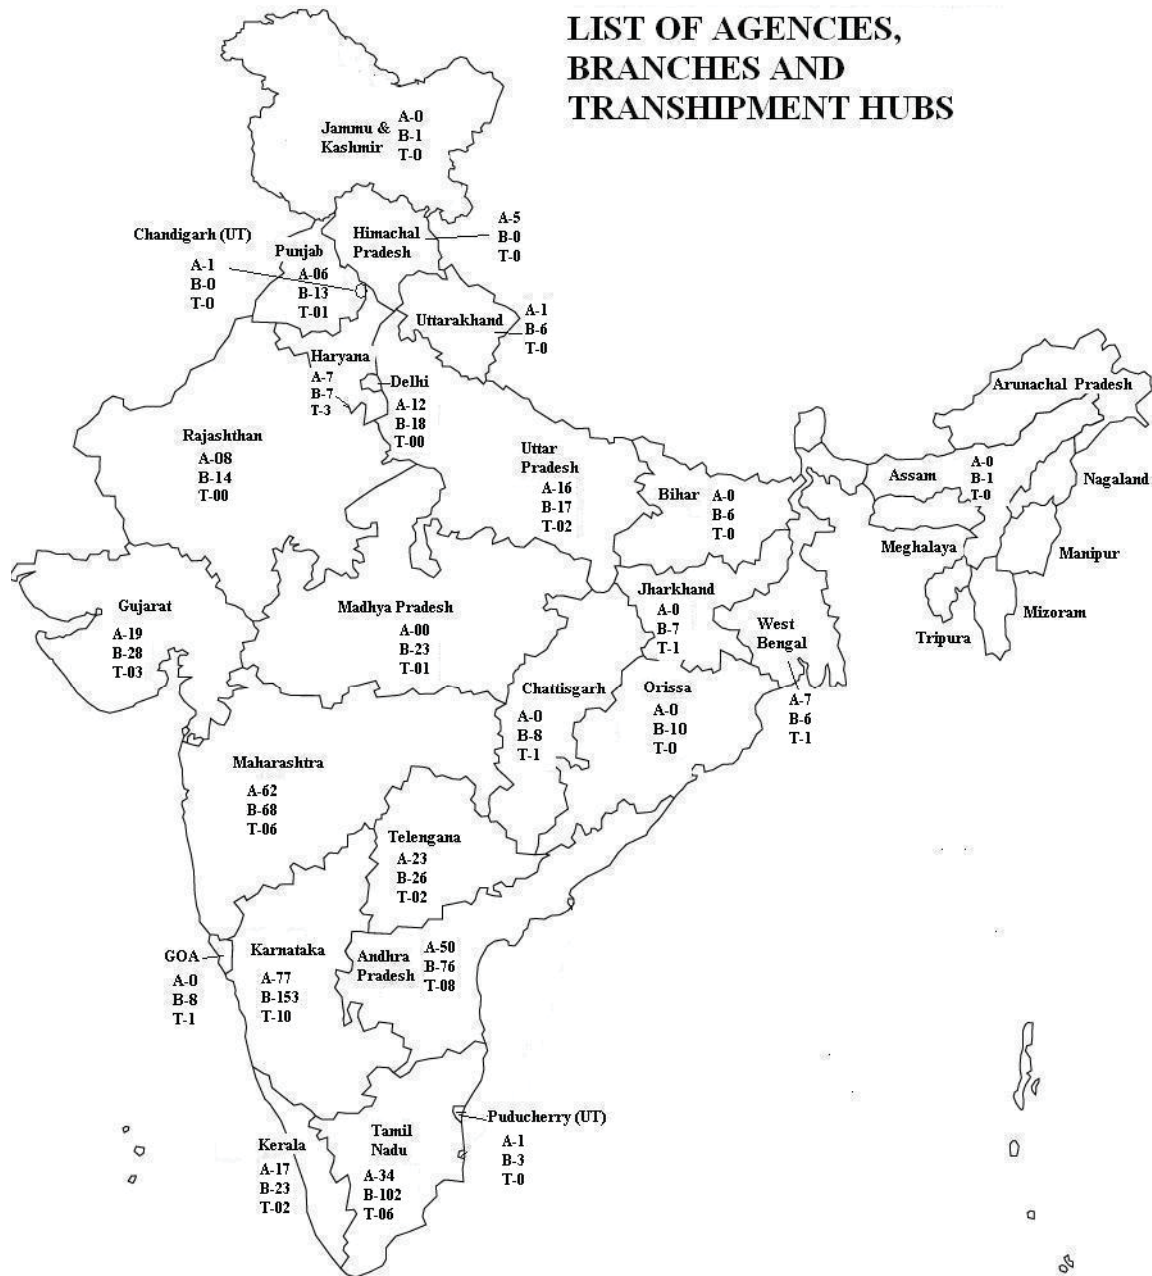 LIST OF AGENCIES,
BRANCHES AND
TRANSHIPMENT HUBS
Jammu &
Kashmir
A-0
B-1
T-0
Chandigarh (UT)
A-1
B-0
T-0
Punjab
A-06
B-13
T-01
Himachal
Pradesh
A-5
B-0
T-0
Uttarakhand
A-1
B-6
T-0
Haryana
A-7
B-7
T-3
Delhi
A-12
B-18
T-00
Rajashthan
A-08
B-14
T-00
Uttar
Pradesh
A-16
B-17
T-02
Bihar
A-0
B-6
T-0
Arunachal Pradesh
Assam
A-0
B-1
T-0
Nagaland
Meghalaya
Manipur
Mizoram
Tripura
Gujarat
A-19
B-28
T-03
Madhya Pradesh
A-00
B-23
T-01
Jharkhand
A-0
B-7
T-1
West
Bengal
A-7
B-6
T-1
Chattisgarh
A-0
B-8
T-1
Orissa
A-0
B-10
T-0
Maharashtra
A-62
B-68
T-06
Telengana
A-23
B-26
T-02
GOA
A-0
B-8
T-1
Karnataka
A-77
B-153
T-10
Andhra
Pradesh
A-50
B-76
T-08
Kerala
A-17
B-23
T-02
Tamil
Nadu
A-34
B-102
T-06
Puducherry (UT)
A-1
B-3
T-0